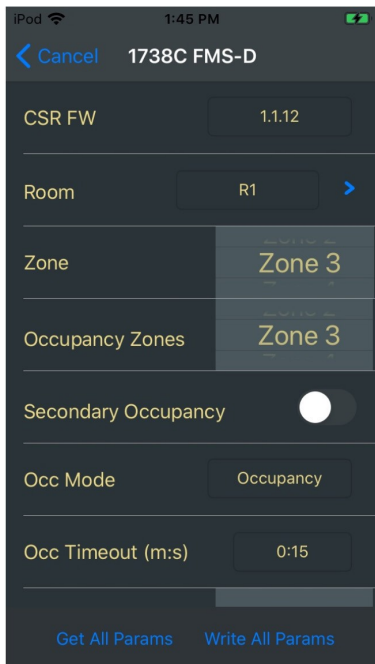 iPod 1:45 PM
Cancel 1738C FMS-D
CSR FW 1.1.12
Room R1
Zone Zone 3
Occupancy Zones Zone 3
Secondary Occupancy
Occ Mode Occupancy
Occ Timeout (m:s) 0:15
Get All Params Write All Params